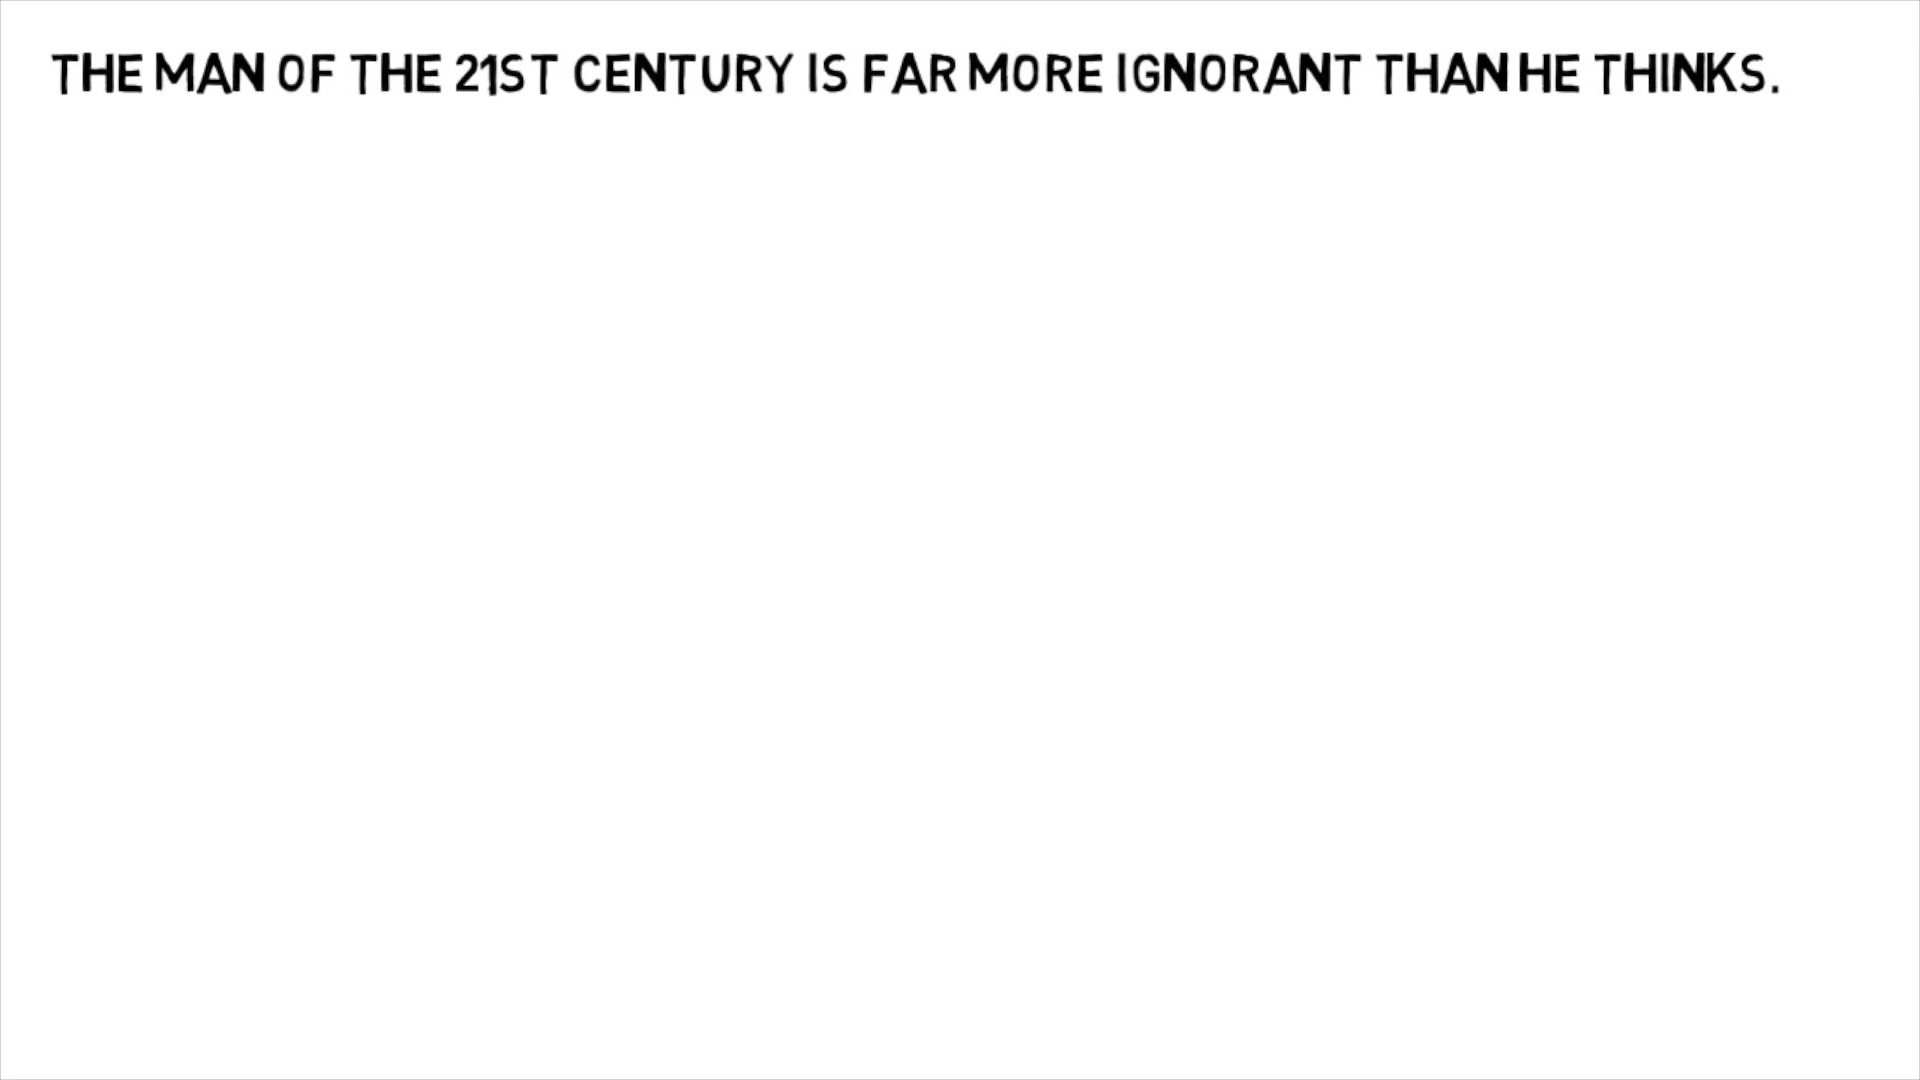 THE MAN OF THE 21ST CENTURY IS FAR MORE IGNORANT THAN HE THINKS.